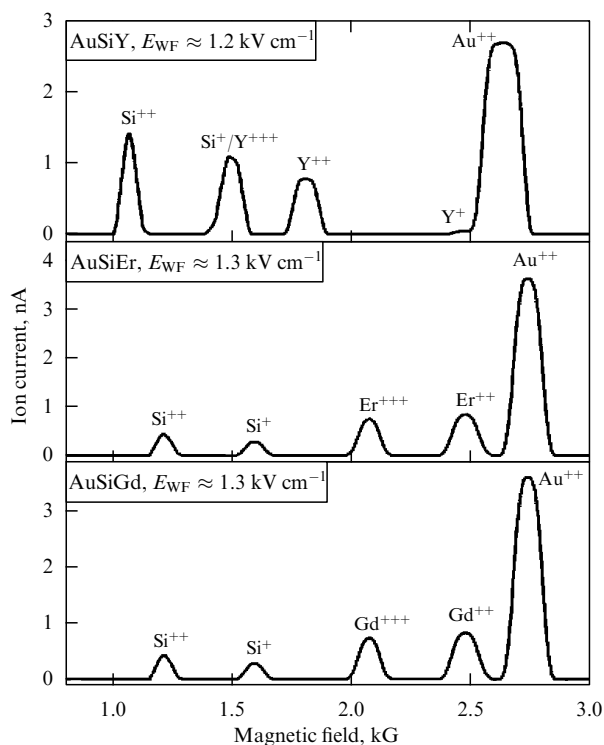 AuSiY, E_WF ≈ 1.2 kV cm⁻¹
Au⁺⁺
Si⁺⁺
Si⁺/Y⁺⁺⁺
Y⁺⁺
Y⁺
3
2
1
0
AuSiEr, E_WF ≈ 1.3 kV cm⁻¹
Au⁺⁺
Si⁺⁺
Si⁺
Er⁺⁺⁺
Er⁺⁺
4
3
2
1
0
Ion current, nA
AuSiGd, E_WF ≈ 1.3 kV cm⁻¹
Au⁺⁺
Si⁺⁺
Si⁺
Gd⁺⁺⁺
Gd⁺⁺
3
2
1
0
1.0 1.5 2.0 2.5 3.0
Magnetic field, kG